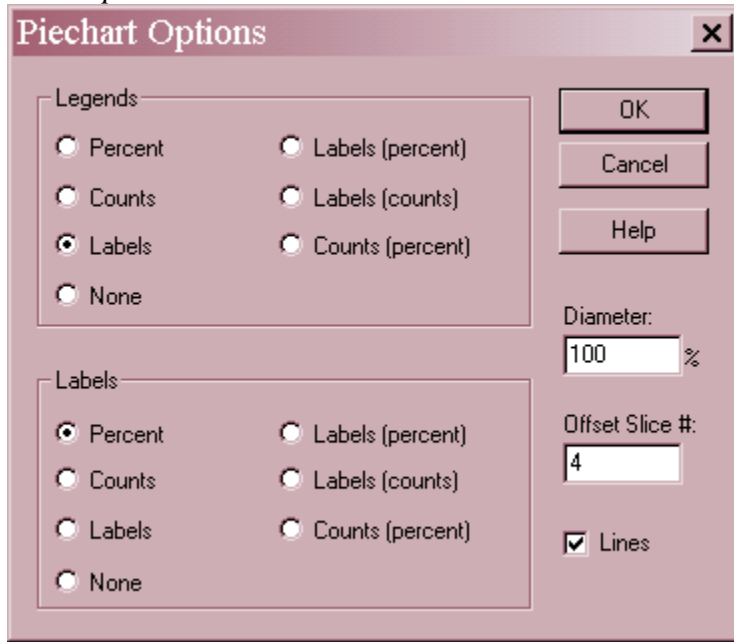 Piechart Options
Legends
Percent
Labels (percent)
Counts
Labels (counts)
Labels
Counts (percent)
None
Labels
Percent
Labels (percent)
Counts
Labels (counts)
Labels
Counts (percent)
None
OK
Cancel
Help
Diameter:
100 %
Offset Slice #:
4
Lines